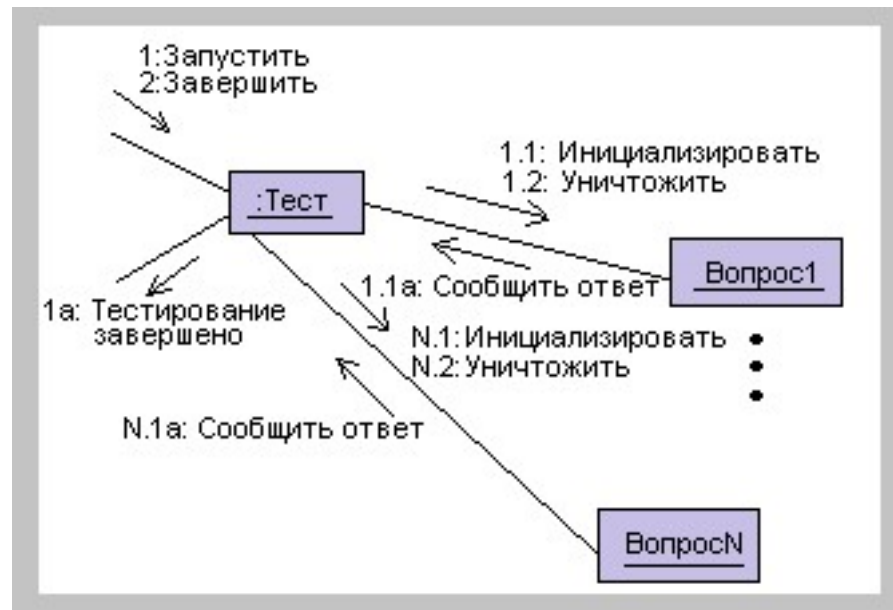 1:Запустить
2:Завершить
1.1: Инициализировать
1.2: Уничтожить
:Тест
Вопрос1
1.1а: Сообщить ответ
1а: Тестирование
завершено
N.1:Инициализировать
N.2:Уничтожить
N.1а: Сообщить ответ
ВопросN